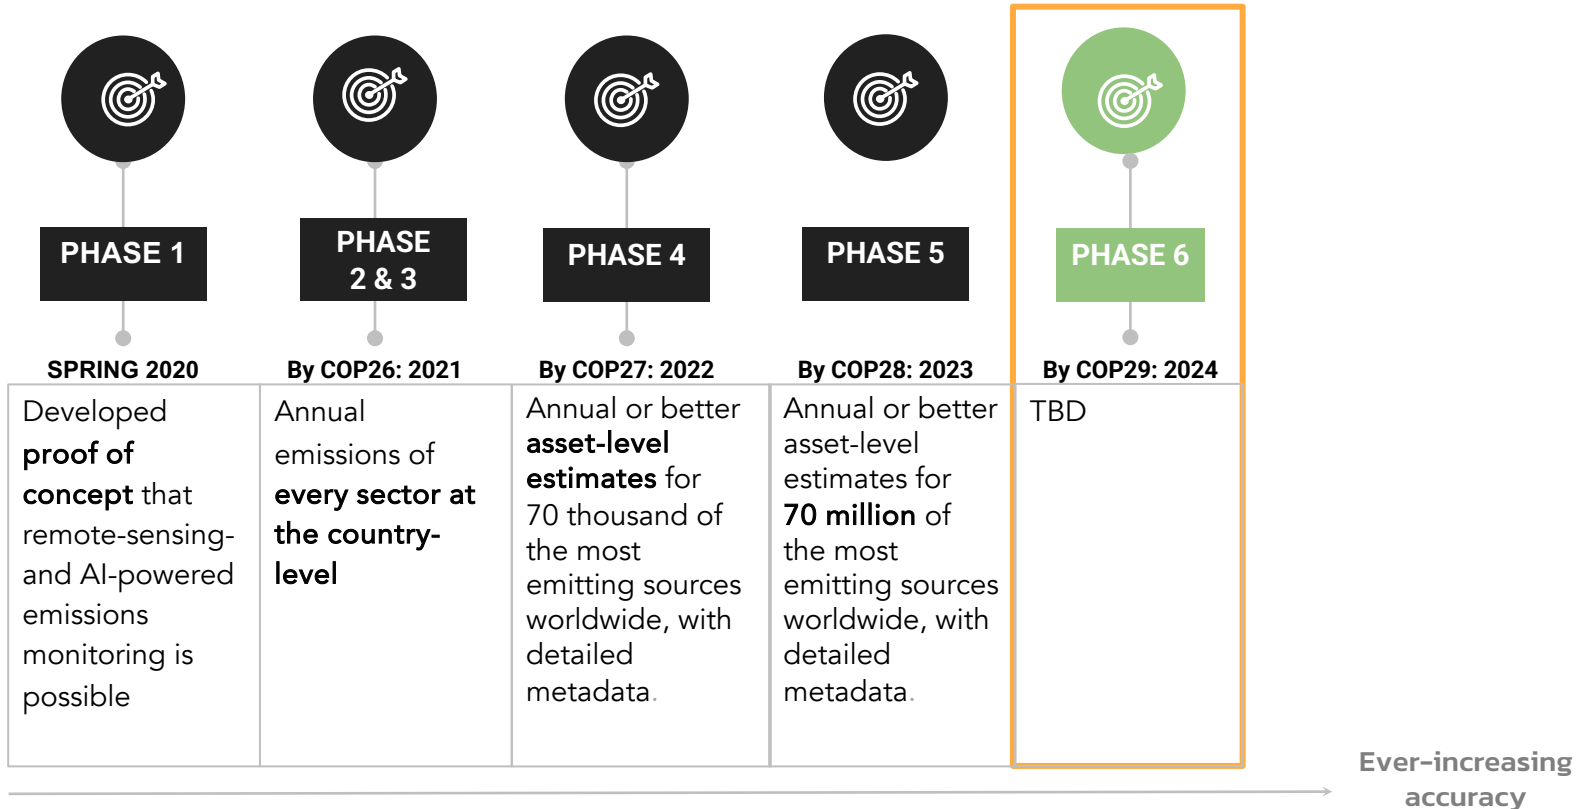 PHASE 1
PHASE
2 & 3
PHASE 4
PHASE 5
PHASE 6
SPRING 2020
By COP26: 2021
By COP27: 2022
By COP28: 2023
By COP29: 2024
Developed
proof of
concept that
remote-sensing-
and AI-powered
emissions
monitoring is
possible
Annual
emissions of
every sector at
the country-
level
Annual or better
asset-level
estimates for
70 thousand of
the most
emitting sources
worldwide, with
detailed
metadata.
Annual or better
asset-level
estimates for
70 million of
the most
emitting sources
worldwide, with
detailed
metadata.
TBD
Ever-increasing
accuracy